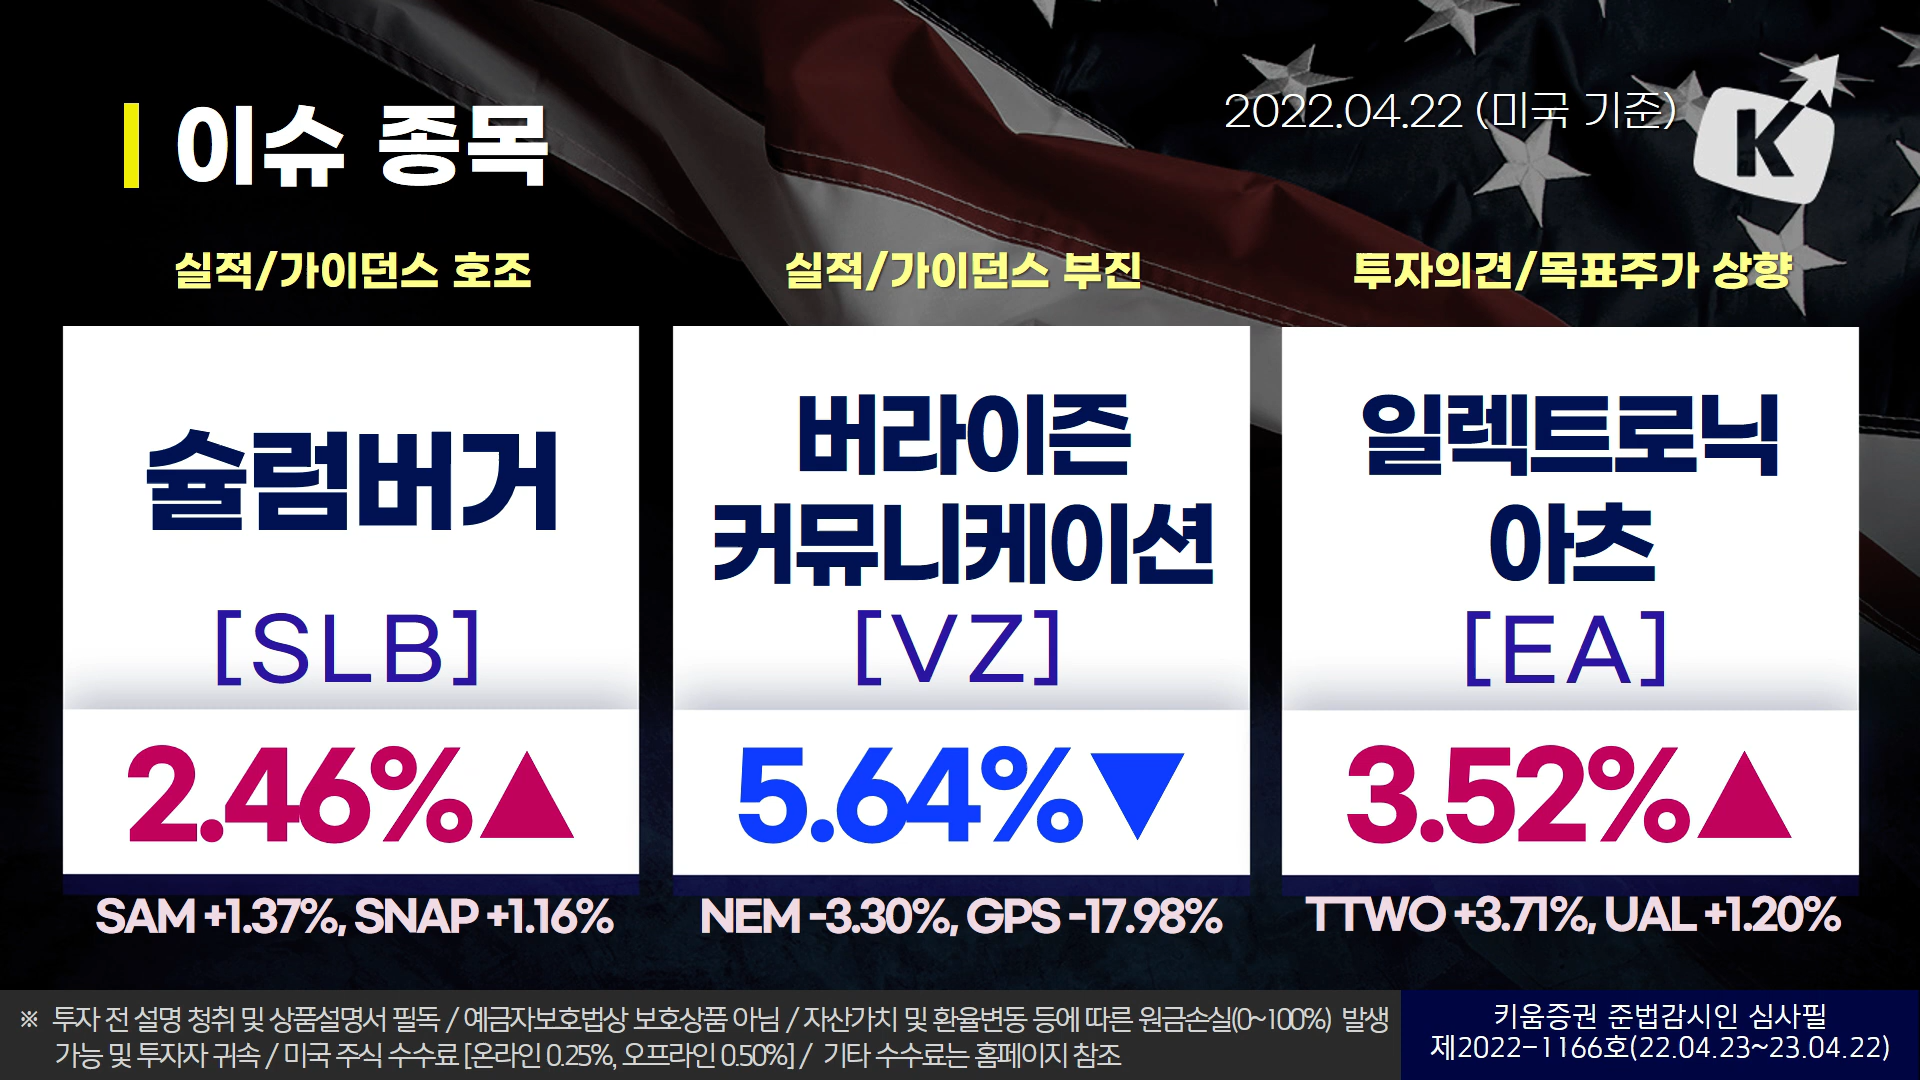 이슈 종목
2022.04.22 (미국 기준)
K
실적/가이던스 호조
슐럼버거
[SLB]
2.46%▲
SAM +1.37%, SNAP +1.16%
실적/가이던스 부진
버라이즌
커뮤니케이션
[VZ]
5.64%▼
NEM -3.30%, GPS -17.98%
투자의견/목표주가 상향
일렉트로닉
아츠
[EA]
3.52%▲
TTWO +3.71%, UAL +1.20%
※ 투자 전 설명 청취 및 상품설명서 필독 / 예금자보호법상 보호상품 아님 / 자산가치 및 환율변동 등에 따른 원금손실(0~100%) 발생
가능 및 투자자 귀속 / 미국 주식 수수료 [온라인 0.25%, 오프라인 0.50%] / 기타 수수료는 홈페이지 참조
키움증권 준법감시인 심사필
제2022-1166호(22.04.23~23.04.22)